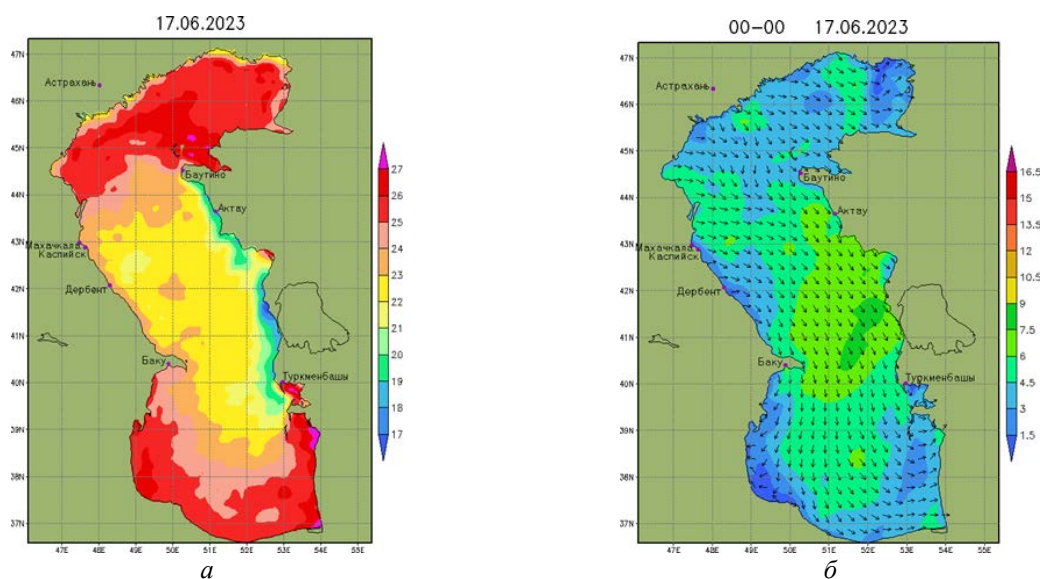 17.06.2023
47N
46N
45N
44N
43N
42N
41N
40N
39N
38N
37N
47E
48E
49E
50E
51E
52E
53E
54E
55E
Астрахань
Баутино
Актау
Махачкала
Каспийск
Дербент
Баку
Туркменбашы
27
26
25
24
23
22
21
20
19
18
17
а
00-00 17.06.2023
47N
46N
45N
44N
43N
42N
41N
40N
39N
38N
37N
47E
48E
49E
50E
51E
52E
53E
54E
55E
Астрахань
Баутино
Актау
Махачкала
Каспийск
Дербент
Баку
Туркменбашы
16.5
15
13.5
12
10.5
9
7.5
6
4.5
3
1.5
б